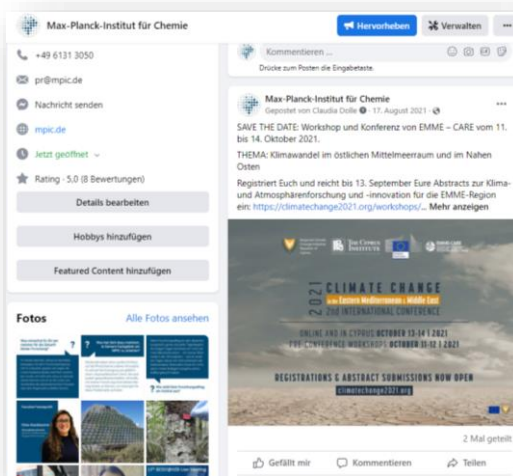 Max-Planck-Institut für Chemie
Hervorheben
Verwalten
+49 6131 3050
pr@mpic.de
Nachricht senden
mpic.de
Jetzt geöffnet
Rating · 5,0 (8 Bewertungen)
Details bearbeiten
Hobbys hinzufügen
Featured Content hinzufügen
Fotos
Alle Fotos ansehen
Kommentieren ...
Drücke zum Posten die Eingabetaste.
Max-Planck-Institut für Chemie
Gepostet von Claudia Dolle · 17. August 2021 ·
SAVE THE DATE: Workshop und Konferenz von EMME – CARE vom 11.
bis 14. Oktober 2021.
THEMA: Klimawandel im östlichen Mittelmeerraum und im Nahen
Osten
Registriert Euch und reicht bis 13. September Eure Abstracts zur Klima-
und Atmosphärenforschung und -innovation für die EMME-Region
ein: https://climatechange2021.org/workshops/... Mehr anzeigen
THE CYPRUS
INSTITUTE
2021
CLIMATE CHANGE
in the Eastern Mediterranean & Middle East
2nd INTERNATIONAL CONFERENCE
ONLINE AND IN CYPRUS OCTOBER 13-14 | 2021
PRE-CONFERENCE WORKSHOPS OCTOBER 11-12 | 2021
REGISTRATIONS & ABSTRACT SUBMISSIONS NOW OPEN
climatechange2021.org
2 Mal geteilt
Gefällt mir
Kommentieren
Teilen